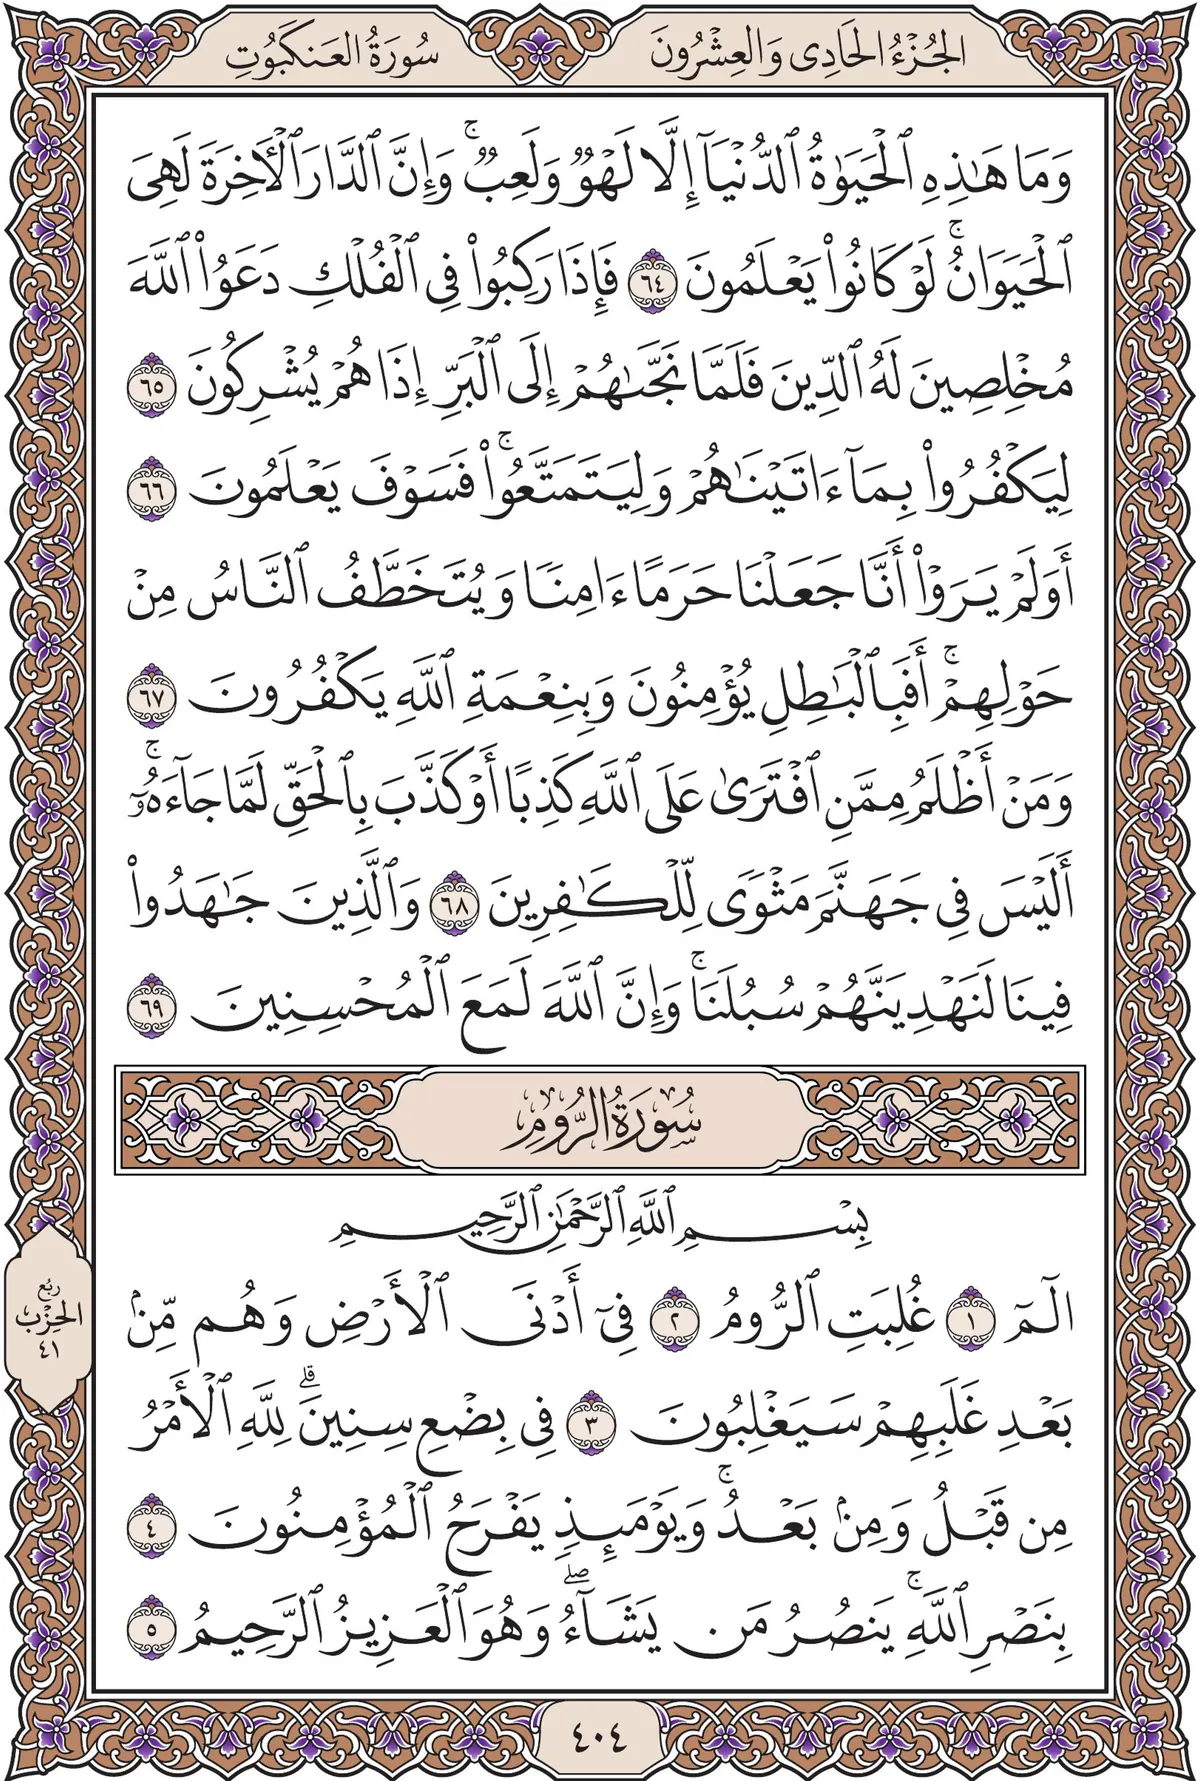 الجُزْءُ الحَادِى وَالعِشْرُونَ
سُورَةُ العَنكَبُوتِ
وَمَا هَـٰذِهِ ٱلْحَيَوٰةُ ٱلدُّنْيَآ إِلَّا لَهْوٌ وَلَعِبٌ ۚ وَإِنَّ ٱلدَّارَ ٱلْـَٔاخِرَةَ لَهِىَ
ٱلْحَيَوَانُ ۚ لَوْ كَانُوا۟ يَعْلَمُونَ ٦٤ فَإِذَا رَكِبُوا۟ فِى ٱلْفُلْكِ دَعَوُا۟ ٱللَّهَ
مُخْلِصِينَ لَهُ ٱلدِّينَ فَلَمَّا نَجَّىٰهُمْ إِلَى ٱلْبَرِّ إِذَا هُمْ يُشْرِكُونَ ٦٥
لِيَكْفُرُوا۟ بِمَآ ءَاتَيْنَـٰهُمْ وَلِيَتَمَتَّعُوا۟ ۚ فَسَوْفَ يَعْلَمُونَ ٦٦
أَوَلَمْ يَرَوْا۟ أَنَّا جَعَلْنَا حَرَمًا ءَامِنًا وَيُتَخَطَّفُ ٱلنَّاسُ مِنْ
حَوْلِهِمْ ۚ أَفَبِٱلْبَـٰطِلِ يُؤْمِنُونَ وَبِنِعْمَةِ ٱللَّهِ يَكْفُرُونَ ٦٧
وَمَنْ أَظْلَمُ مِمَّنِ ٱفْتَرَىٰ عَلَى ٱللَّهِ كَذِبًا أَوْ كَذَّبَ بِٱلْحَقِّ لَمَّا جَآءَهُۥٓ ۚ
أَلَيْسَ فِى جَهَنَّمَ مَثْوًى لِّلْكَـٰفِرِينَ ٦٨ وَٱلَّذِينَ جَـٰهَدُوا۟
فِينَا لَنَهْدِيَنَّهُمْ سُبُلَنَا ۚ وَإِنَّ ٱللَّهَ لَمَعَ ٱلْمُحْسِنِينَ ٦٩
سُورَةُ الرُّومِ
بِسْمِ ٱللَّهِ ٱلرَّحْمَـٰنِ ٱلرَّحِيمِ
الٓمٓ ١ غُلِبَتِ ٱلرُّومُ ٢ فِىٓ أَدْنَى ٱلْأَرْضِ وَهُم مِّنۢ
بَعْدِ غَلَبِهِمْ سَيَغْلِبُونَ ٣ فِى بِضْعِ سِنِينَ ۗ لِلَّهِ ٱلْأَمْرُ
مِن قَبْلُ وَمِنۢ بَعْدُ ۚ وَيَوْمَئِذٍ يَفْرَحُ ٱلْمُؤْمِنُونَ ٤
بِنَصْرِ ٱللَّهِ ۚ يَنصُرُ مَن يَشَآءُ ۖ وَهُوَ ٱلْعَزِيزُ ٱلرَّحِيمُ ٥
رُبُع
الحِزْب
٤١
٤٠٤